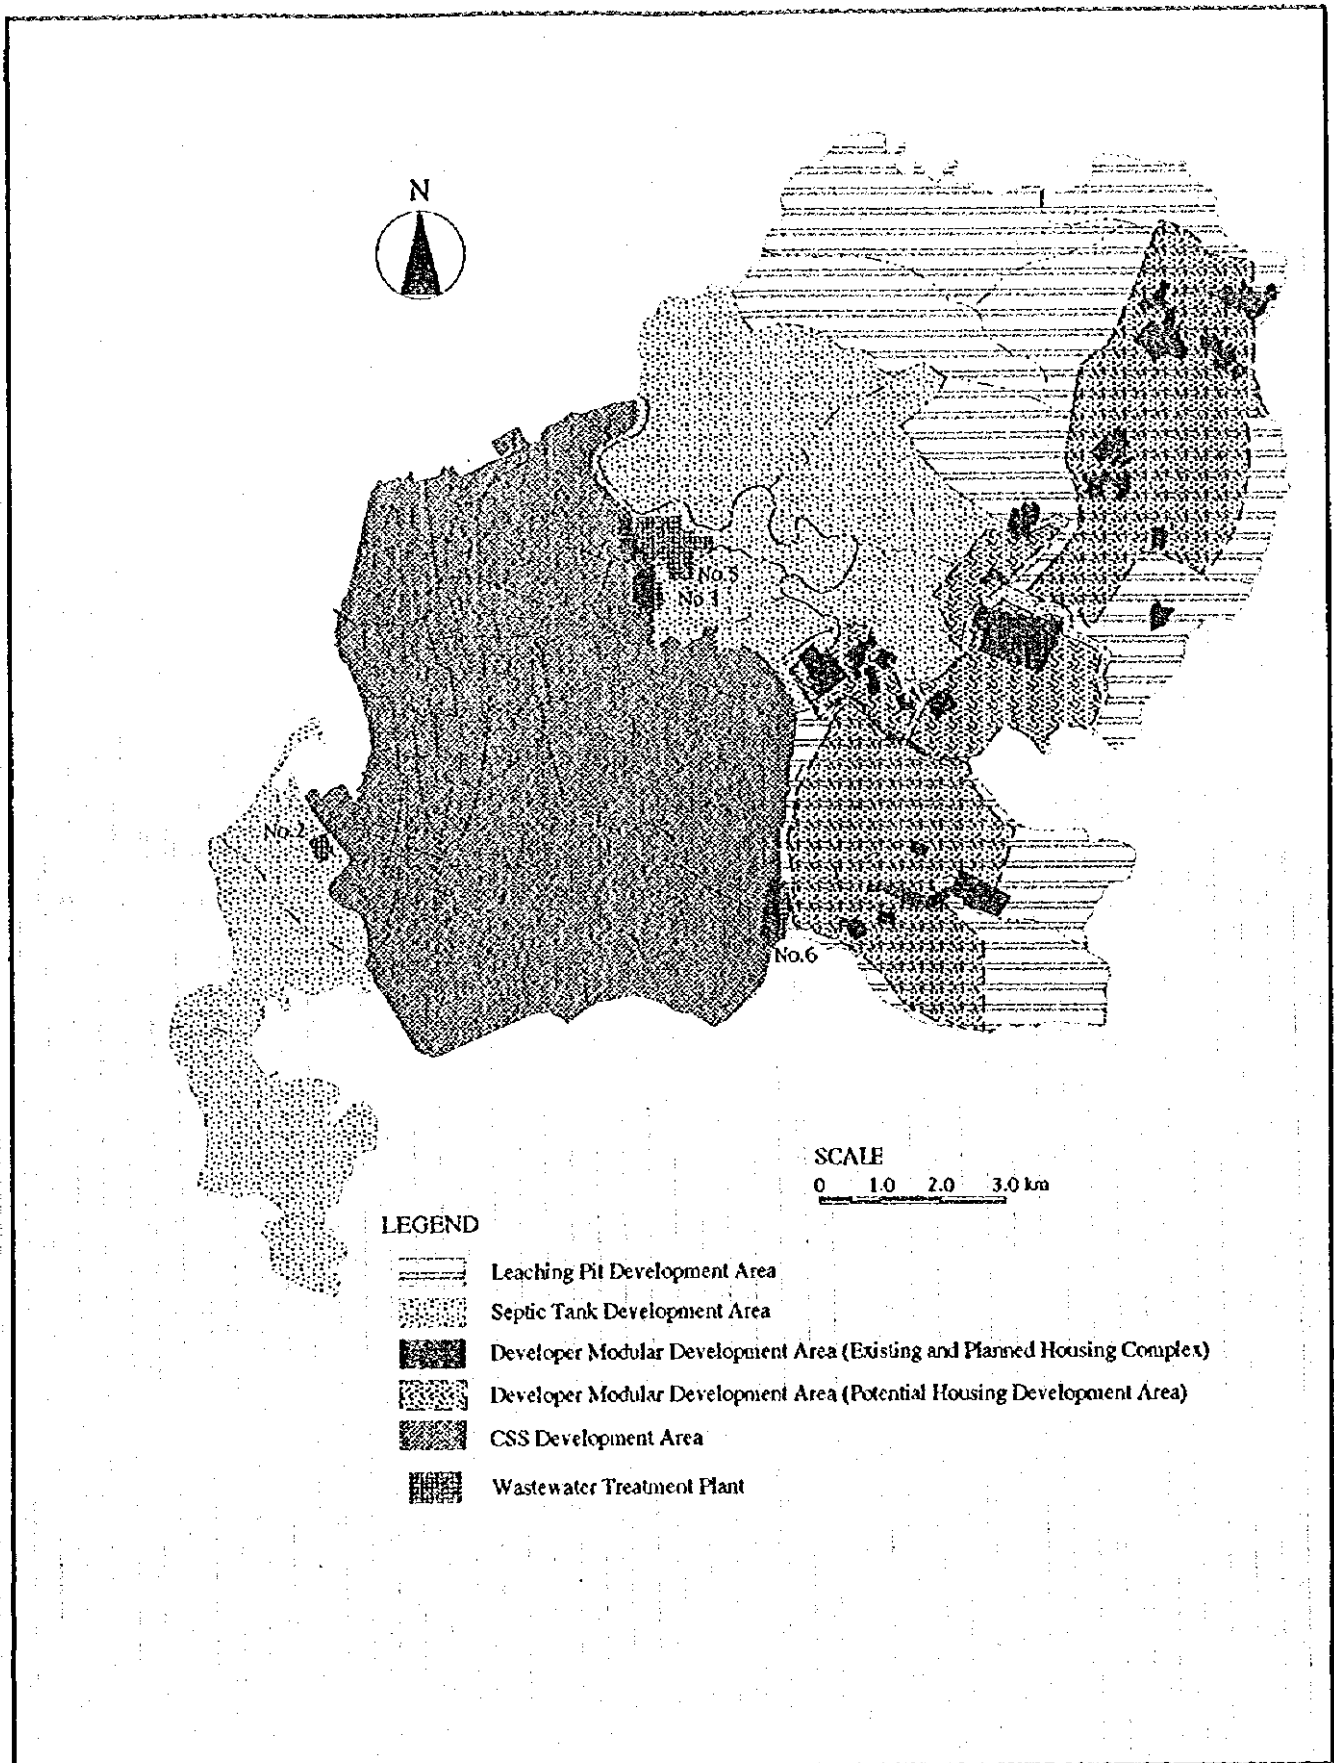 N
No.5
No.1
No.2
No.6
SCALE
0 1.0 2.0 3.0 km
LEGEND
Leaching Pit Development Area
Septic Tank Development Area
Developer Modular Development Area (Existing and Planned Housing Complex)
Developer Modular Development Area (Potential Housing Development Area)
CSS Development Area
Wastewater Treatment Plant